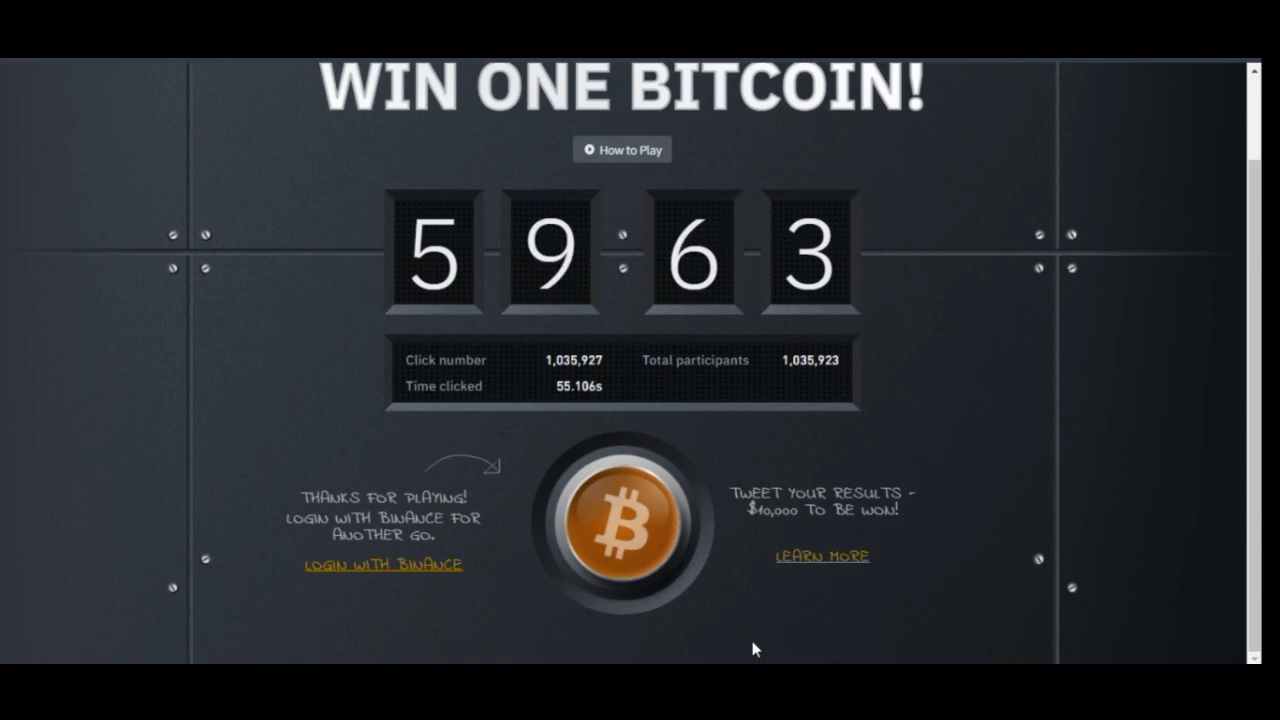 WIN ONE BITCOIN!
How to Play
5 9 : 6 3
Click number 1,035,927 Total participants 1,035,923
Time clicked 55.106s
THANKS FOR PLAYING!
LOGIN WITH BINANCE FOR
ANOTHER GO.
LOGIN WITH BINANCE
TWEET YOUR RESULTS -
$10,000 TO BE WON!
LEARN MORE